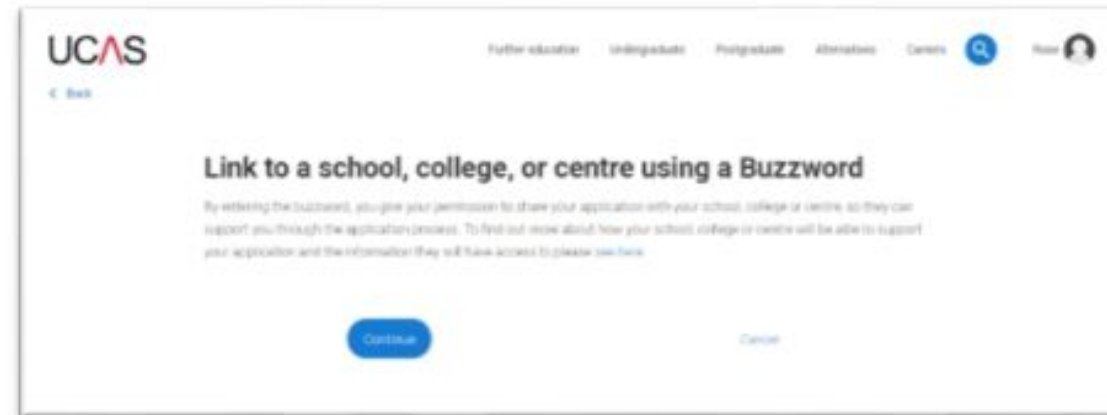 UCAS
Further education Undergraduate Postgraduate Alternatives Careers Rose
< Back
Link to a school, college, or centre using a Buzzword
By entering the buzzword, you give your permission to share your application with your school, college or centre, so they can
support you through the application process. To find out more about how your school, college or centre will be able to support
your application and the information they will have access to please see here.
Continue
Cancel